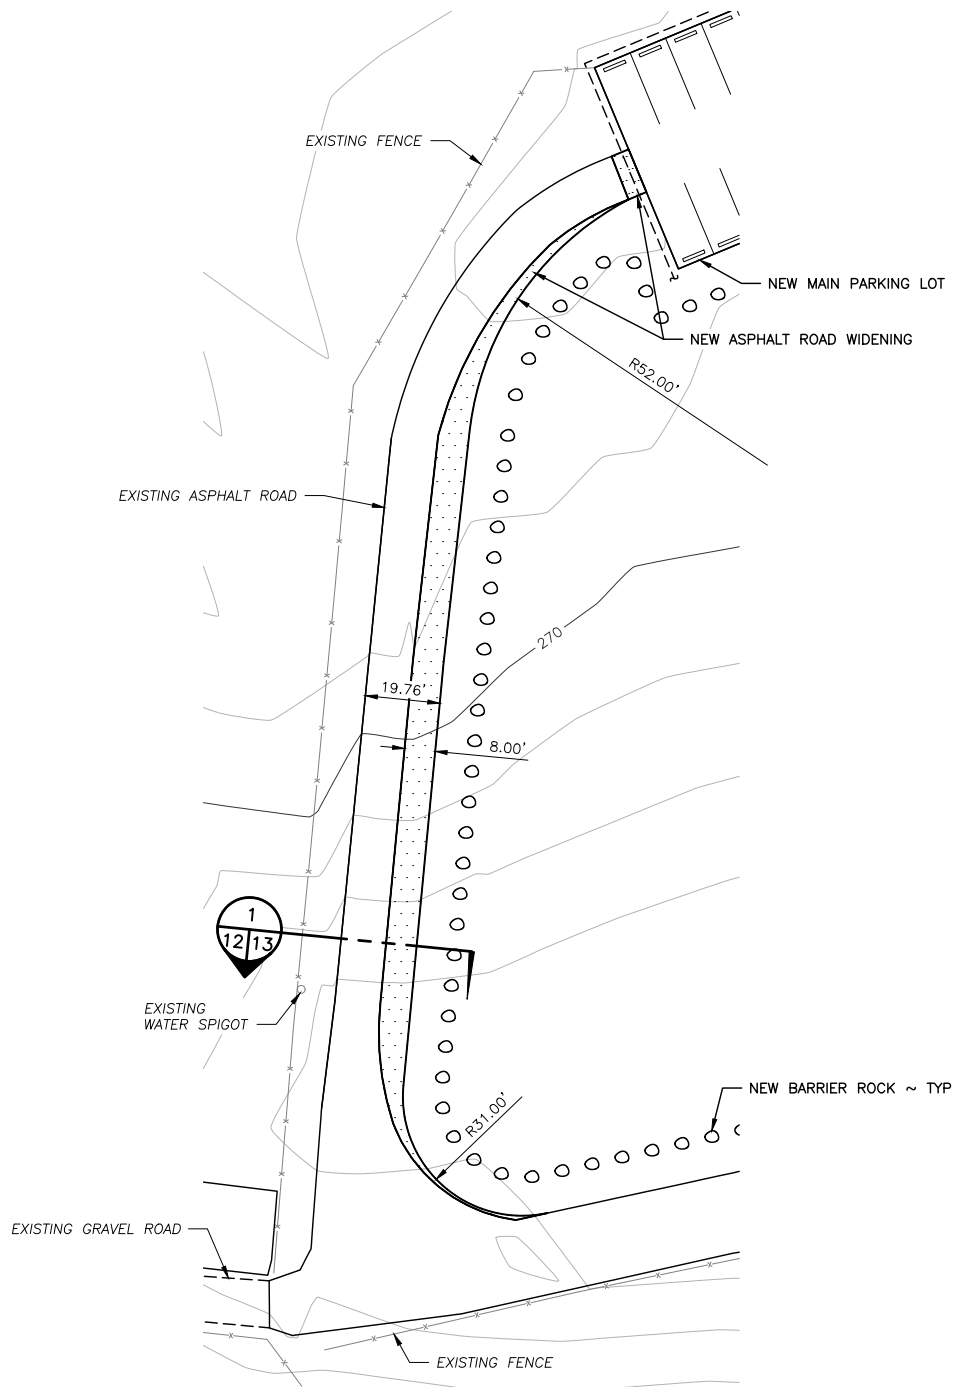 EXISTING FENCE
NEW MAIN PARKING LOT
NEW ASPHALT ROAD WIDENING
R52.00'
EXISTING ASPHALT ROAD
270
19.76'
8.00'
1
12 13
EXISTING
WATER SPIGOT
NEW BARRIER ROCK ~ TYP
R31.00'
EXISTING GRAVEL ROAD
EXISTING FENCE